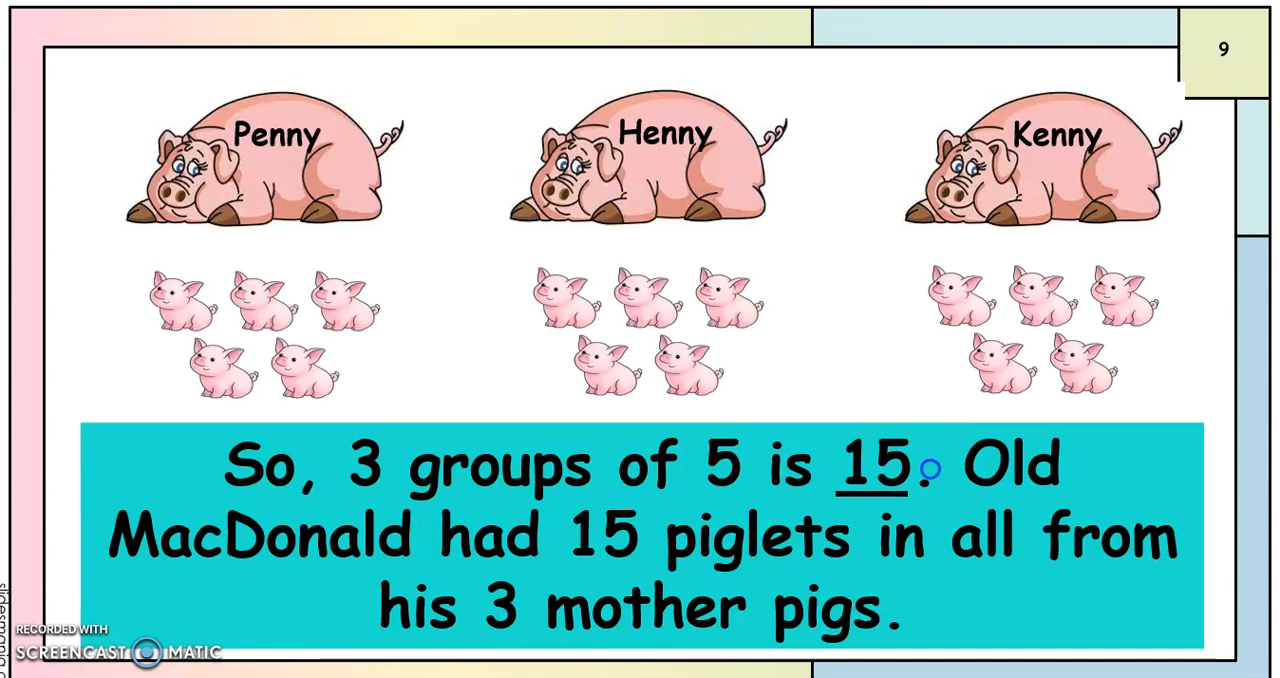 9
Penny
Henny
Kenny
So, 3 groups of 5 is 15. Old
MacDonald had 15 piglets in all from
his 3 mother pigs.
RECORDED WITH
SCREENCAST MATIC